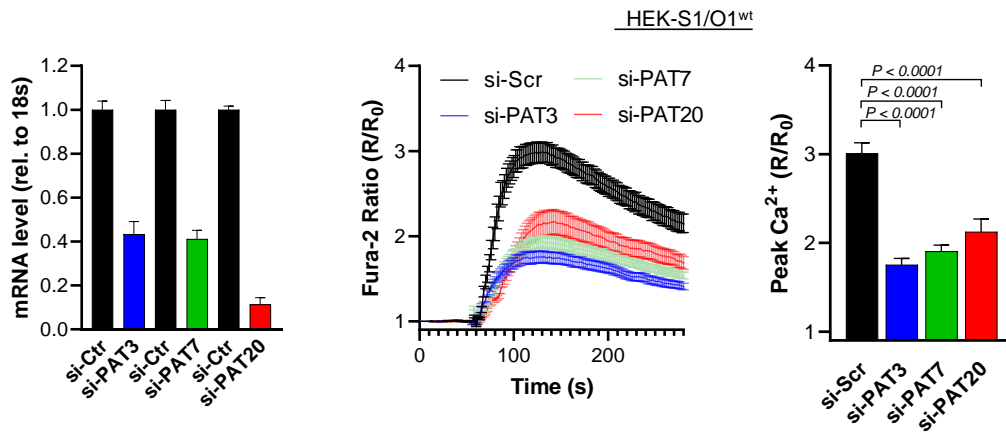 HEK-S1/O1wt
mRNA level (rel. to 18s)
1.2
1.0
0.8
0.6
0.4
0.2
0.0
si-Ctr
si-PAT3
si-Ctr
si-PAT7
si-Ctr
si-PAT20
Fura-2 Ratio (R/R0)
4
3
2
1
si-Scr
si-PAT7
si-PAT3
si-PAT20
0
100
200
Time (s)
Peak Ca2+ (R/R0)
4
3
2
1
P < 0.0001
P < 0.0001
P < 0.0001
si-Scr
si-PAT3
si-PAT7
si-PAT20